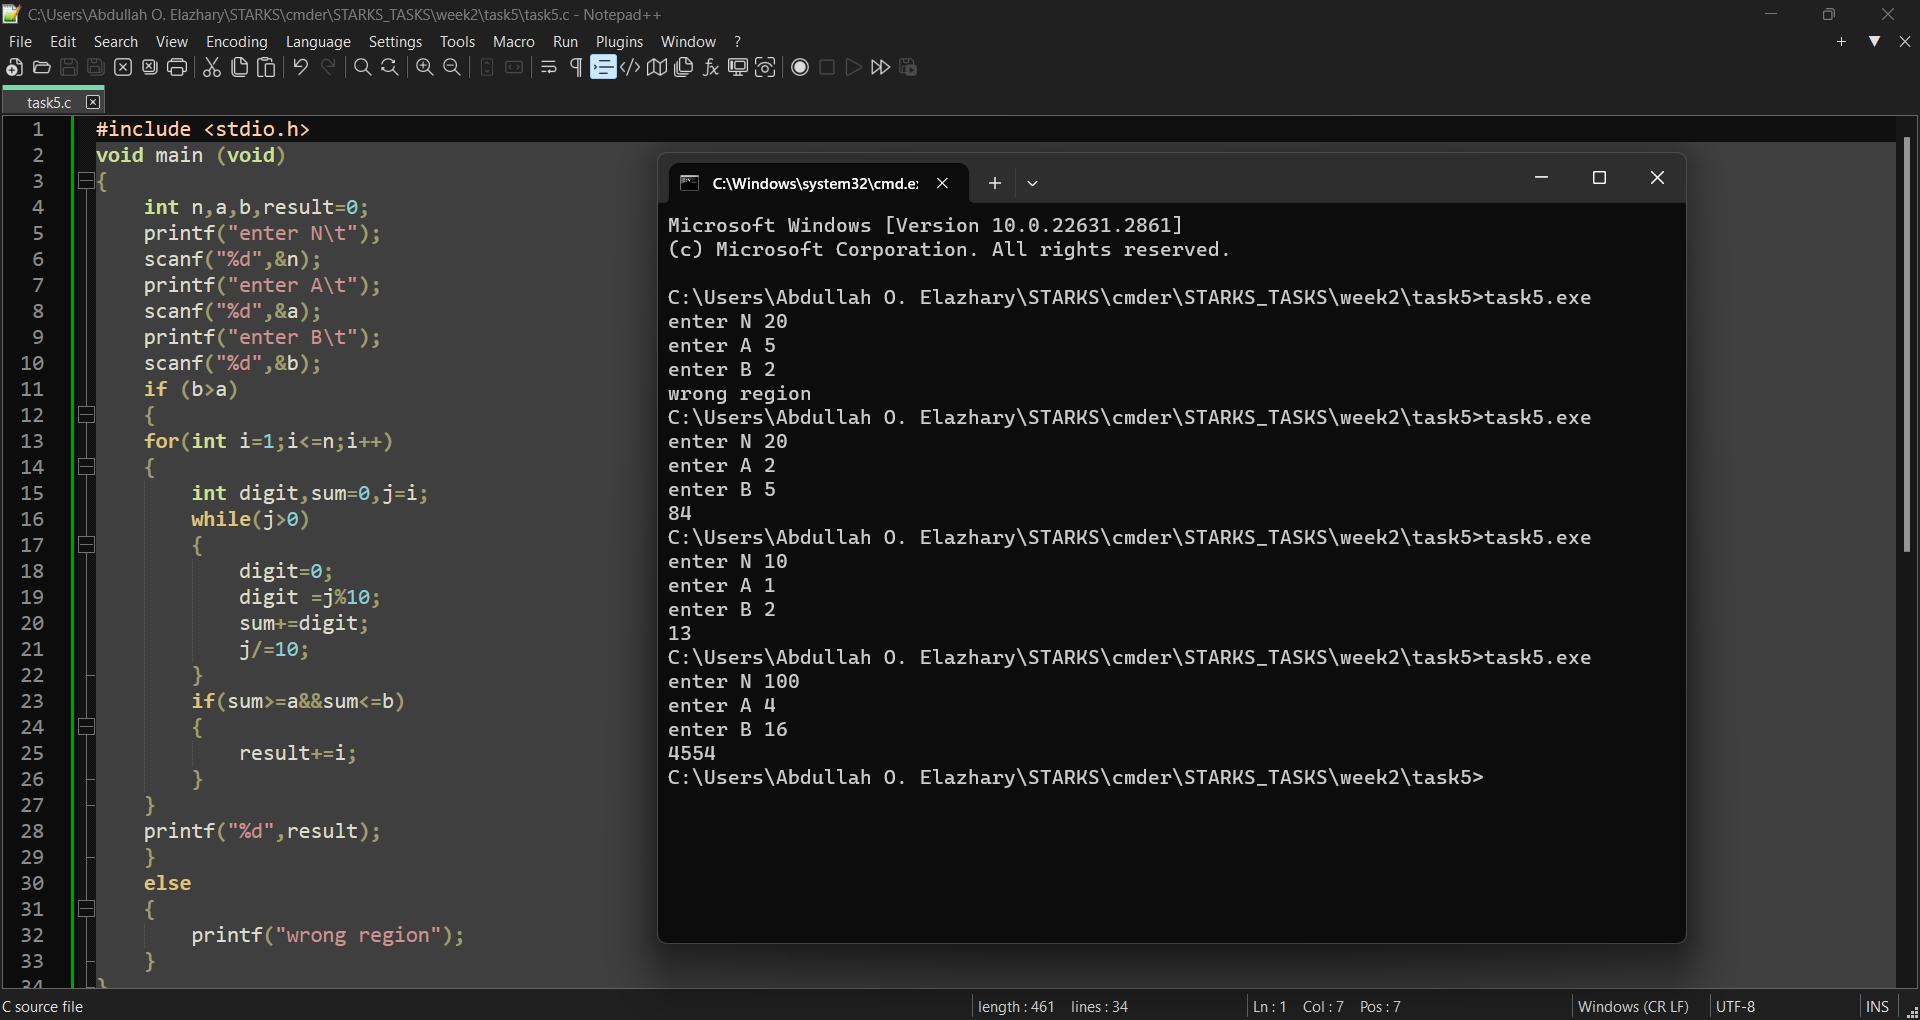 C:\Users\Abdullah O. Elazhary\STARKS\cmder\STARKS_TASKS\week2\task5\task5.c - Notepad++
File Edit Search View Encoding Language Settings Tools Macro Run Plugins Window ?
task5.c
1 #include <stdio.h>
2 void main (void)
3 {
4 int n,a,b,result=0;
5 printf("enter N\t");
6 scanf("%d",&n);
7 printf("enter A\t");
8 scanf("%d",&a);
9 printf("enter B\t");
10 scanf("%d",&b);
11 if (b>a)
12 {
13 for(int i=1;i<=n;i++)
14 {
15 int digit,sum=0,j=i;
16 while(j>0)
17 {
18 digit=0;
19 digit =j%10;
20 sum+=digit;
21 j/=10;
22 }
23 if(sum>=a&&sum<=b)
24 {
25 result+=i;
26 }
27 }
28 printf("%d",result);
29 }
30 else
31 {
32 printf("wrong region");
33 }
34 }
C:\Windows\system32\cmd.e
Microsoft Windows [Version 10.0.22631.2861]
(c) Microsoft Corporation. All rights reserved.
C:\Users\Abdullah O. Elazhary\STARKS\cmder\STARKS_TASKS\week2\task5>task5.exe
enter N 20
enter A 5
enter B 2
wrong region
C:\Users\Abdullah O. Elazhary\STARKS\cmder\STARKS_TASKS\week2\task5>task5.exe
enter N 20
enter A 2
enter B 5
84
C:\Users\Abdullah O. Elazhary\STARKS\cmder\STARKS_TASKS\week2\task5>task5.exe
enter N 10
enter A 1
enter B 2
13
C:\Users\Abdullah O. Elazhary\STARKS\cmder\STARKS_TASKS\week2\task5>task5.exe
enter N 100
enter A 4
enter B 16
4554
C:\Users\Abdullah O. Elazhary\STARKS\cmder\STARKS_TASKS\week2\task5>
C source file length : 461 lines : 34 Ln : 1 Col : 7 Pos : 7 Windows (CR LF) UTF-8 INS